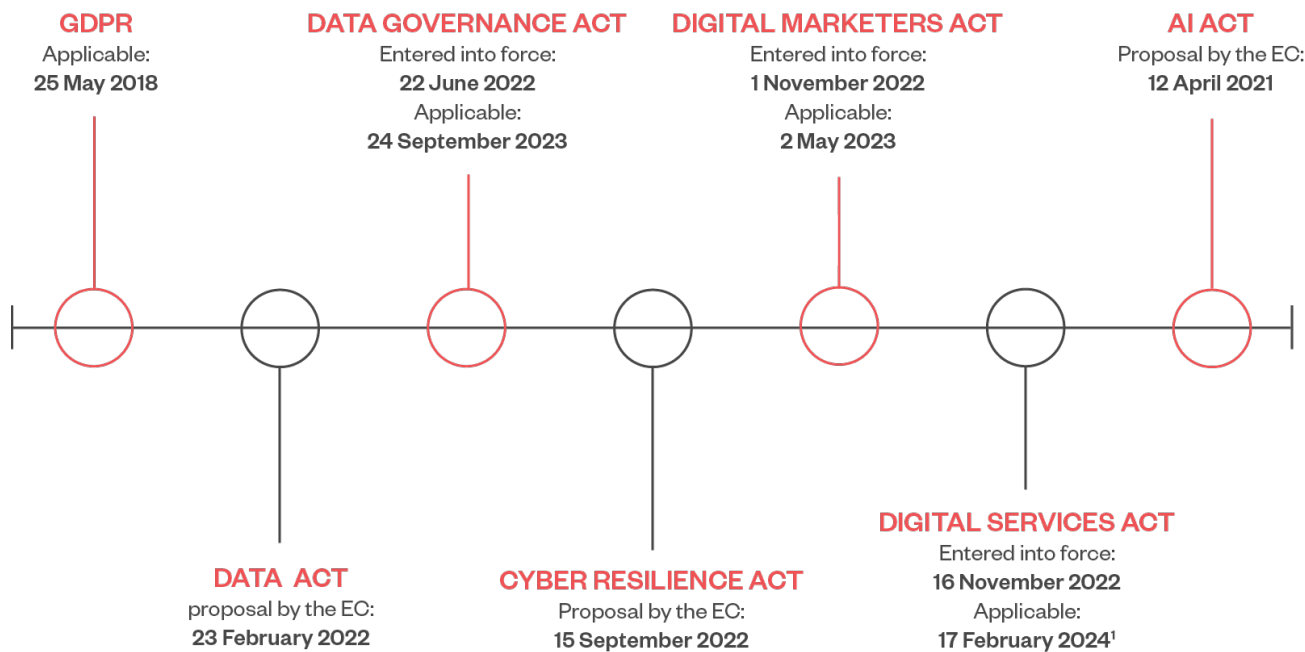 GDPR
Applicable:
25 May 2018
DATA GOVERNANCE ACT
Entered into force:
22 June 2022
Applicable:
24 September 2023
DIGITAL MARKETERS ACT
Entered into force:
1 November 2022
Applicable:
2 May 2023
AI ACT
Proposal by the EC:
12 April 2021
DATA ACT
proposal by the EC:
23 February 2022
CYBER RESILIENCE ACT
Proposal by the EC:
15 September 2022
DIGITAL SERVICES ACT
Entered into force:
16 November 2022
Applicable:
17 February 2024¹